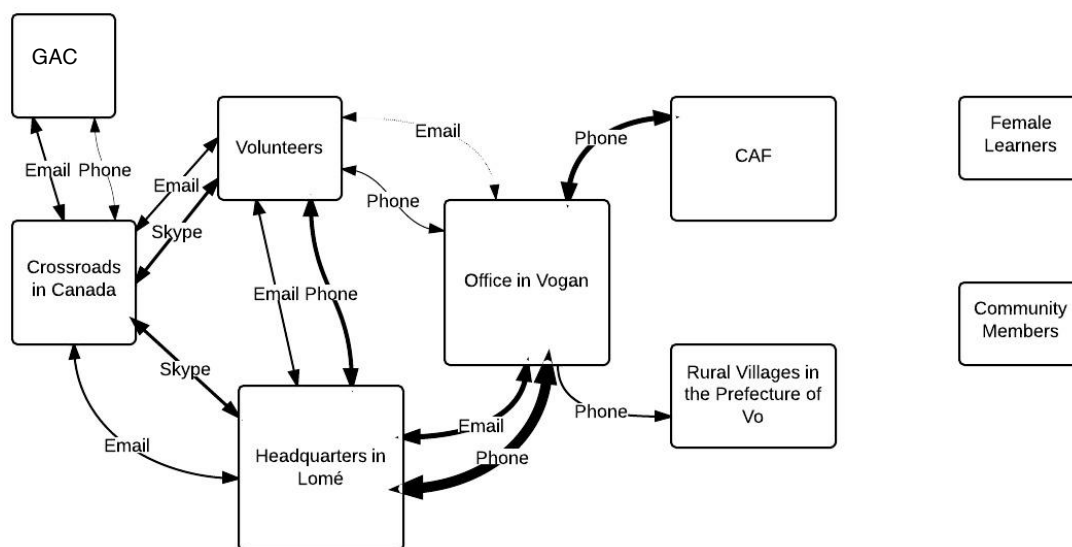 GAC
Email
Phone
Crossroads
in Canada
Volunteers
Email
Skype
Email
Phone
Email Phone
Skype
Email
Headquarters in
Lomé
Office in Vogan
Email
Phone
Phone
Phone
CAF
Rural Villages in
the Prefecture of
Vo
Female
Learners
Community
Members